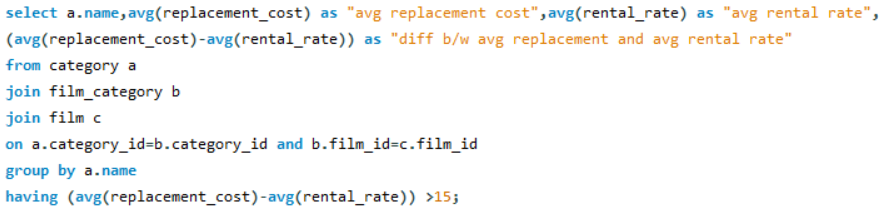 select a.name,avg(replacement_cost) as "avg replacement cost",avg(rental_rate) as "avg rental rate",
(avg(replacement_cost)-avg(rental_rate)) as "diff b/w avg replacement and avg rental rate"
from category a
join film_category b
join film c
on a.category_id=b.category_id and b.film_id=c.film_id
group by a.name
having (avg(replacement_cost)-avg(rental_rate)) >15;